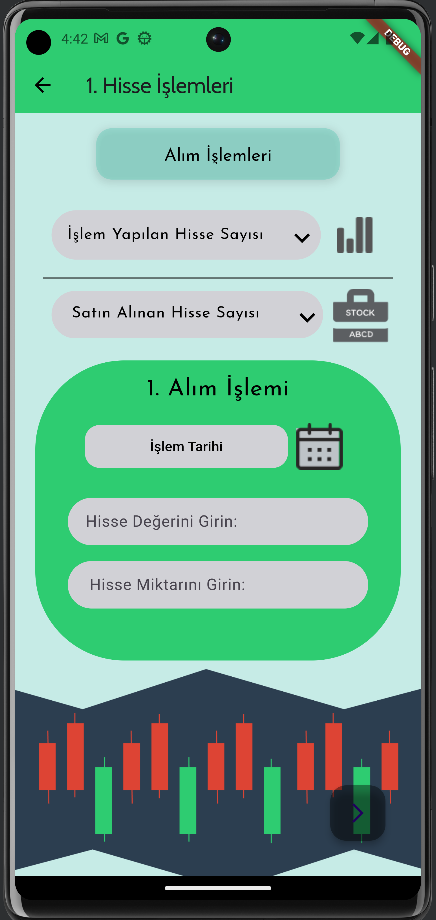 4:42
DEBUG
1. Hisse İşlemleri
Alım İşlemleri
İşlem Yapılan Hisse Sayısı
Satın Alınan Hisse Sayısı
STOCK
ABCD
1. Alım İşlemi
İşlem Tarihi
Hisse Değerini Girin:
Hisse Miktarını Girin: